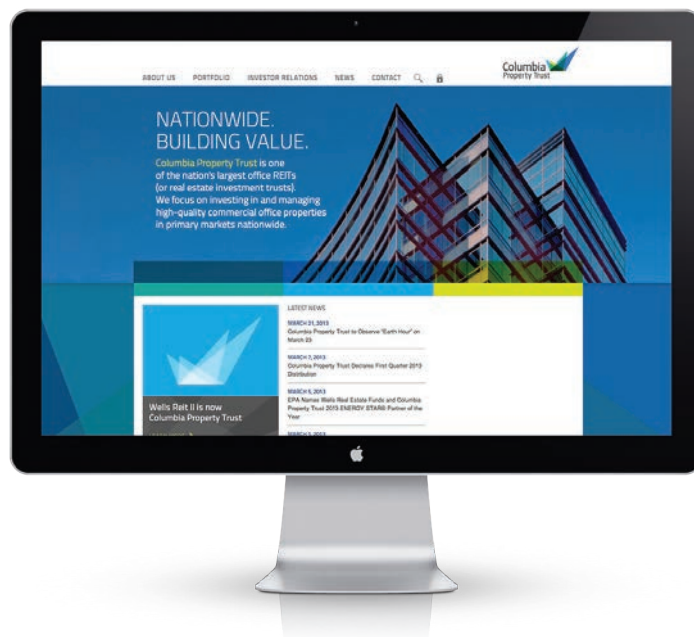 Columbia
Property Trust
ABOUT US PORTFOLIO INVESTOR RELATIONS NEWS CONTACT
NATIONWIDE.
BUILDING VALUE.
Columbia Property Trust is one
of the nation's largest office REITs
(or real estate investment trusts).
We focus on investing in and managing
high-quality commercial office properties
in primary markets nationwide.
Wells Reit II is now
Columbia Property Trust
LATEST NEWS
MARCH 21, 2013
Columbia Property Trust to Observe "Earth Hour" on
March 23
MARCH 7, 2013
Columbia Property Trust Declares First Quarter 2013
Distribution
MARCH 5, 2013
EPA Names Wells Real Estate Funds and Columbia
Property Trust 2013 ENERGY STAR® Partner of the
Year